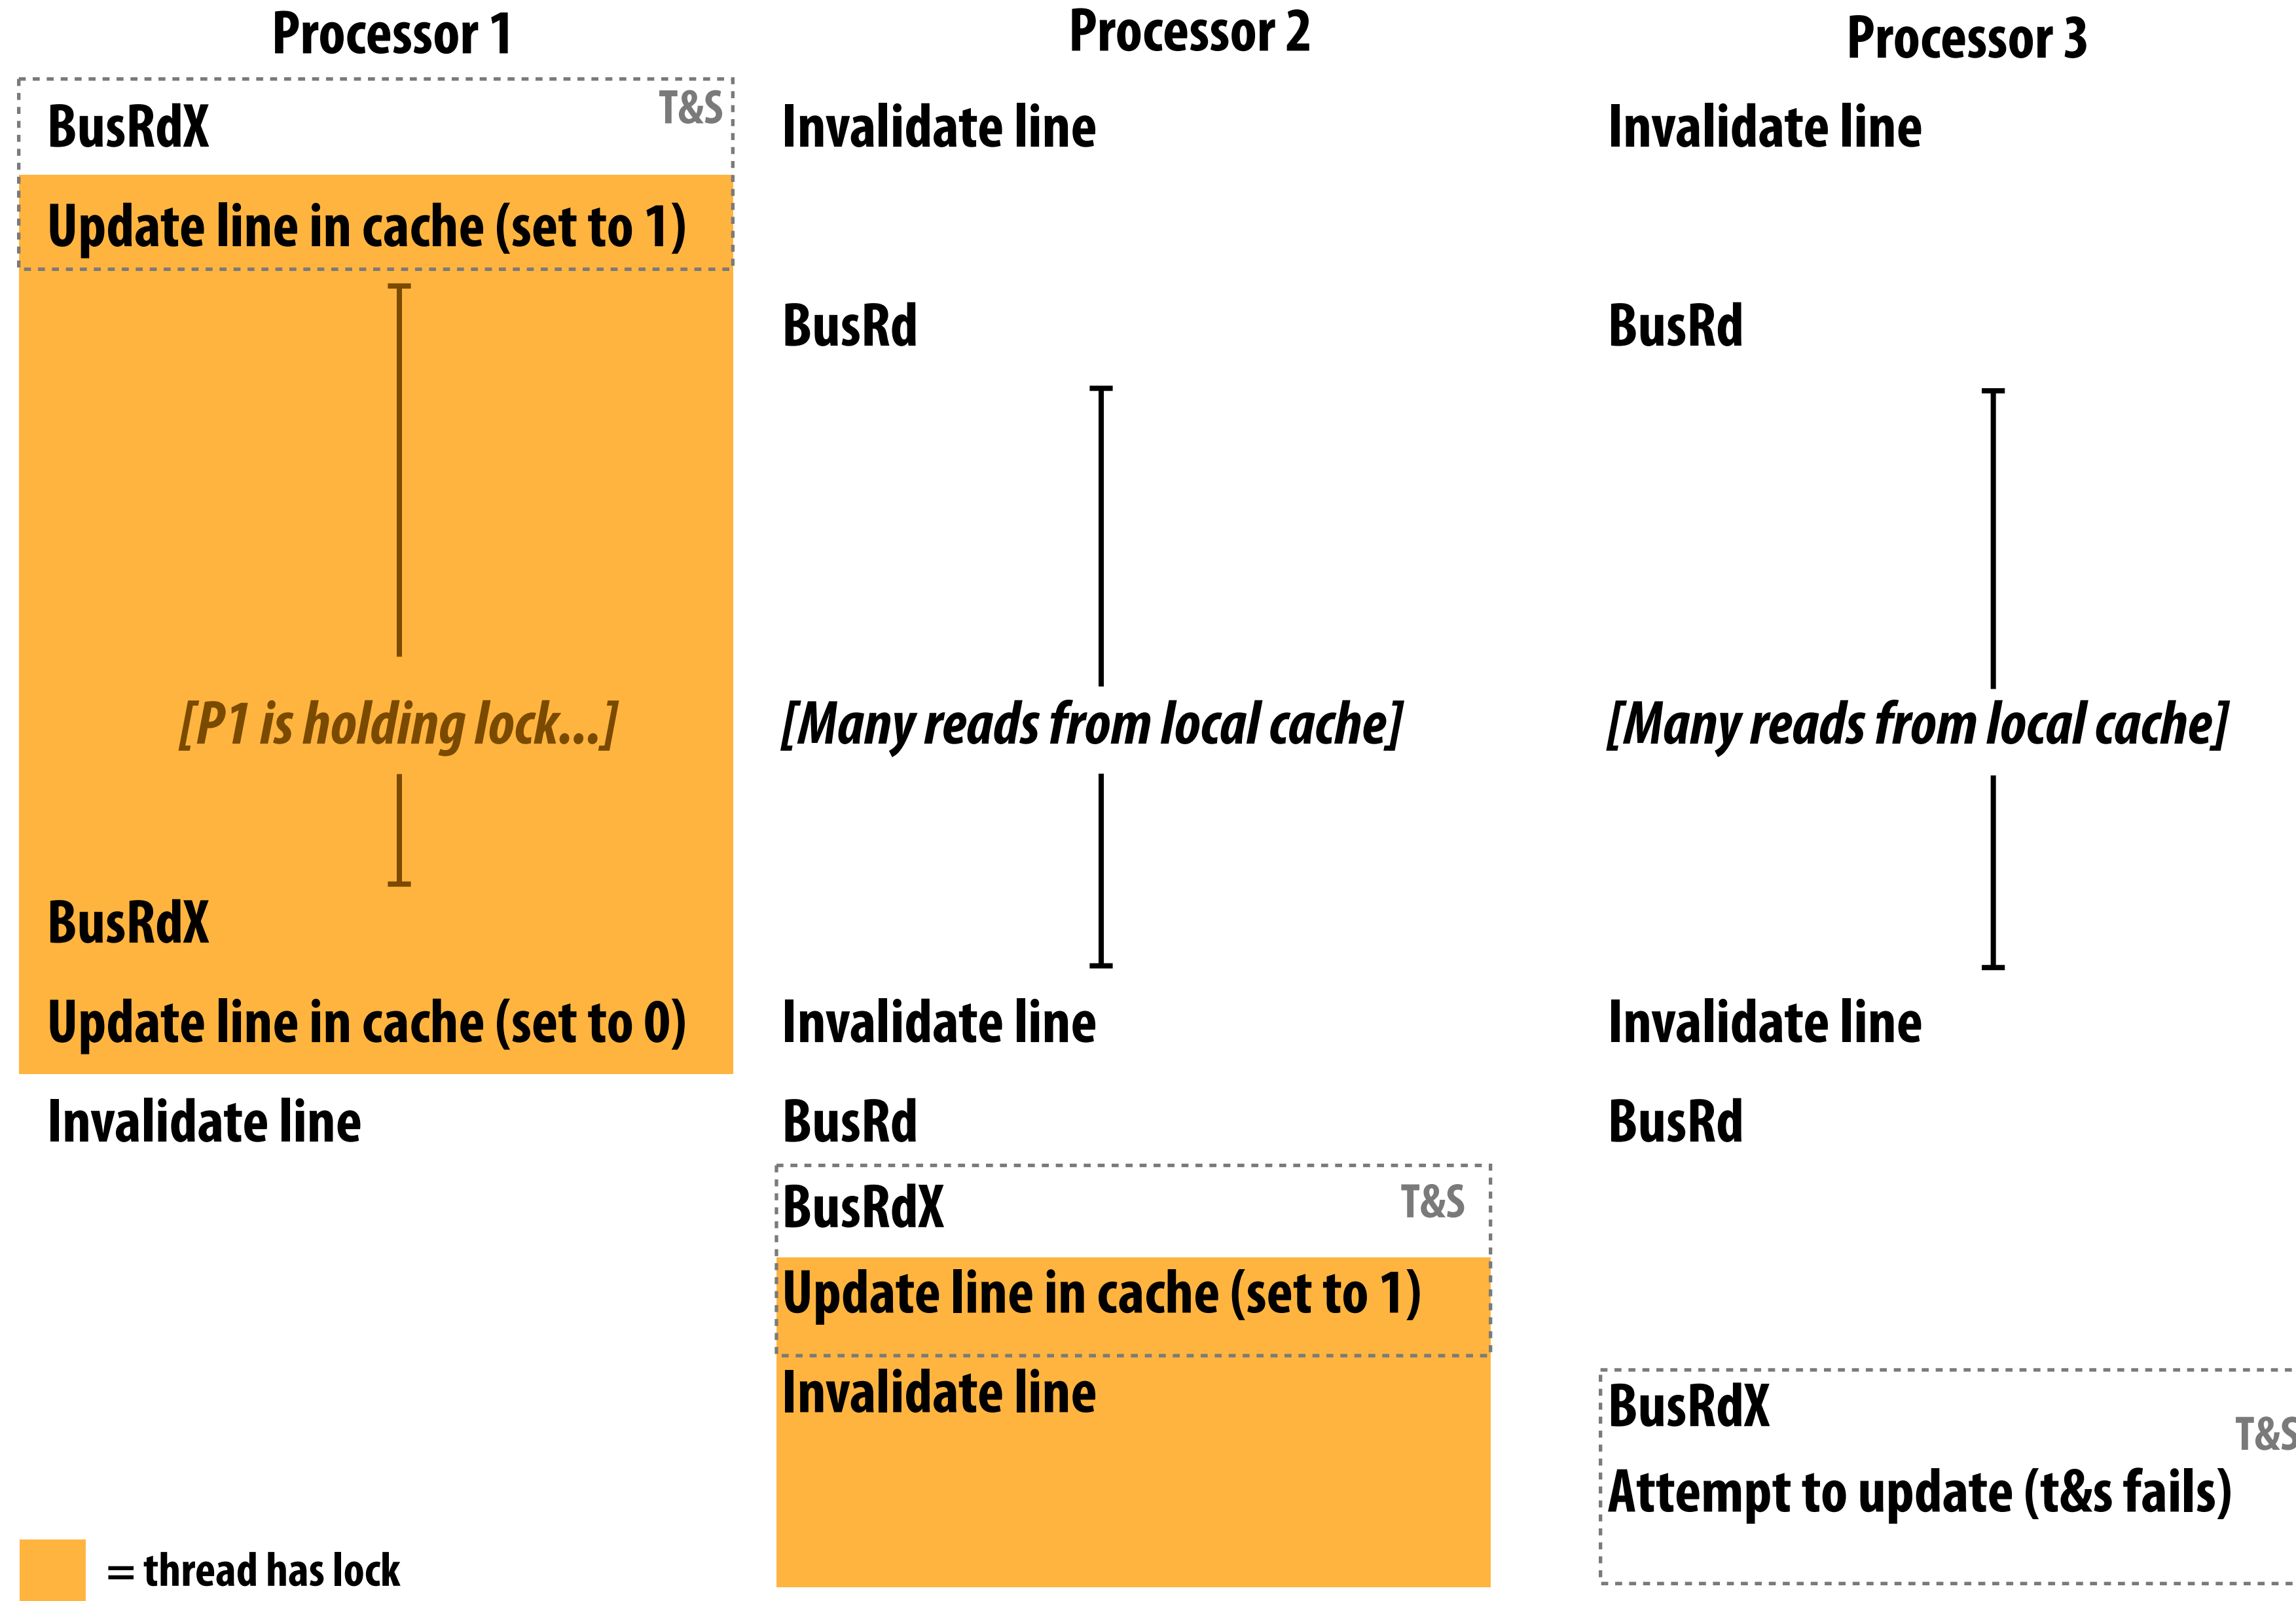 Processor 1
BusRdX
T&S
Update line in cache (set to 1)
[P1 is holding lock...]
BusRdX
Update line in cache (set to 0)
Invalidate line
Processor 2
Invalidate line
BusRd
[Many reads from local cache]
Invalidate line
BusRd
BusRdX
T&S
Update line in cache (set to 1)
Invalidate line
Processor 3
Invalidate line
BusRd
[Many reads from local cache]
Invalidate line
BusRd
BusRdX
T&S
Attempt to update (t&s fails)
= thread has lock